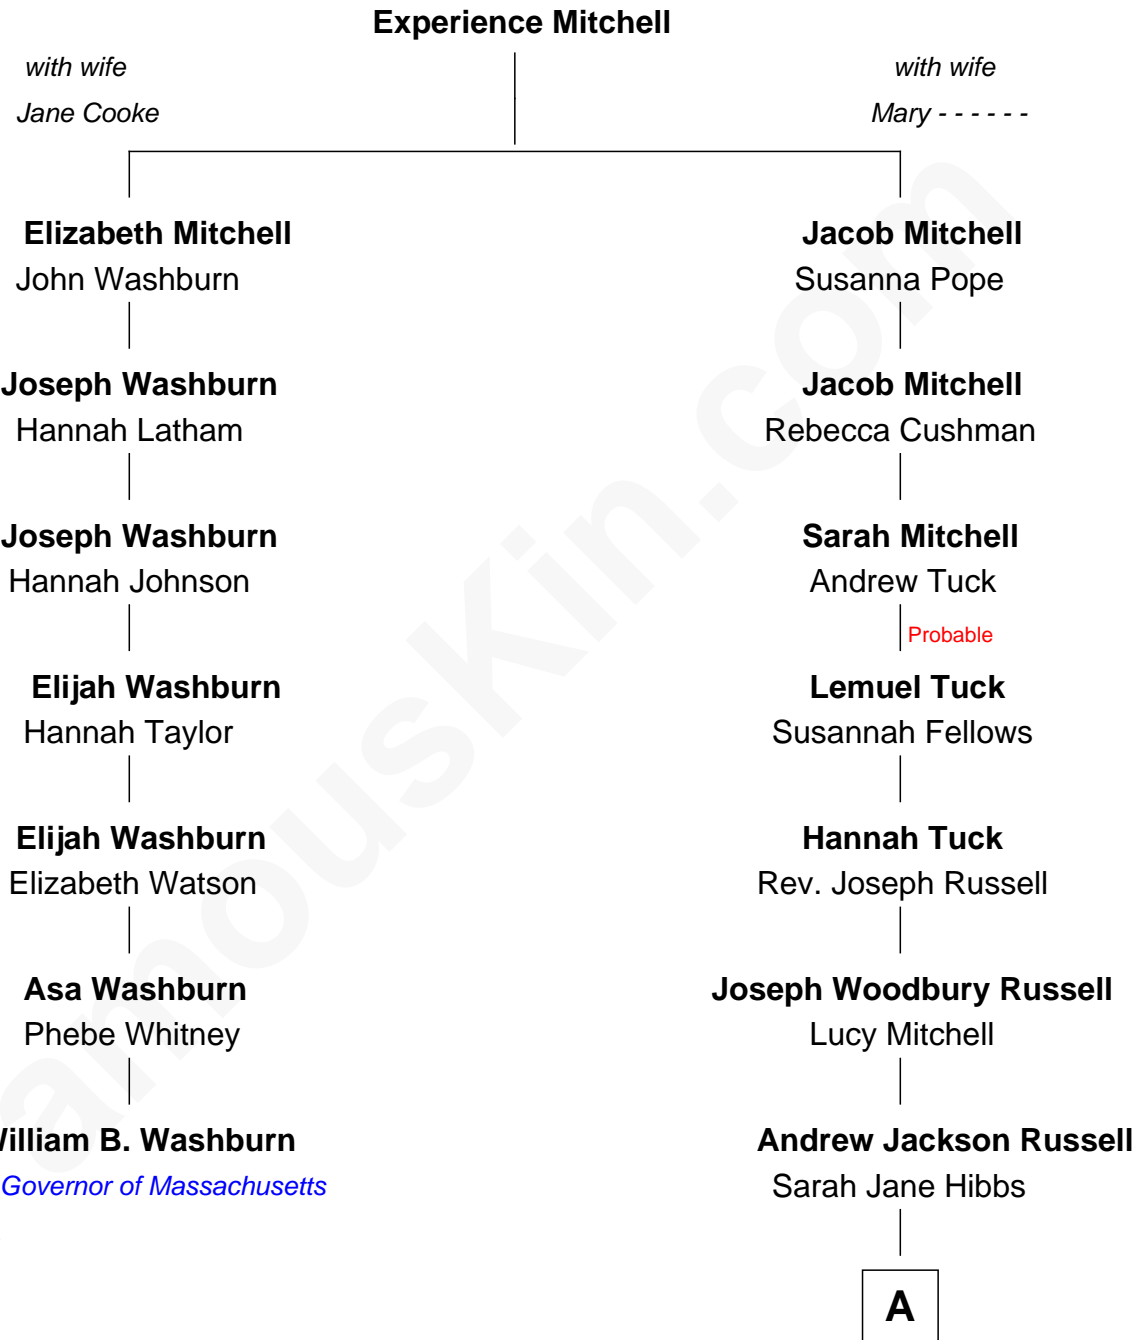 Experience Mitchell
with wife
Jane Cooke
with wife
Mary - - - - - -
Elizabeth Mitchell
John Washburn
Jacob Mitchell
Susanna Pope
Joseph Washburn
Hannah Latham
Jacob Mitchell
Rebecca Cushman
Joseph Washburn
Hannah Johnson
Sarah Mitchell
Andrew Tuck
Probable
Elijah Washburn
Hannah Taylor
Lemuel Tuck
Susannah Fellows
Elijah Washburn
Elizabeth Watson
Hannah Tuck
Rev. Joseph Russell
Asa Washburn
Phebe Whitney
Joseph Woodbury Russell
Lucy Mitchell
William B. Washburn
Governor of Massachusetts
Andrew Jackson Russell
Sarah Jane Hibbs
A
amouskin.com